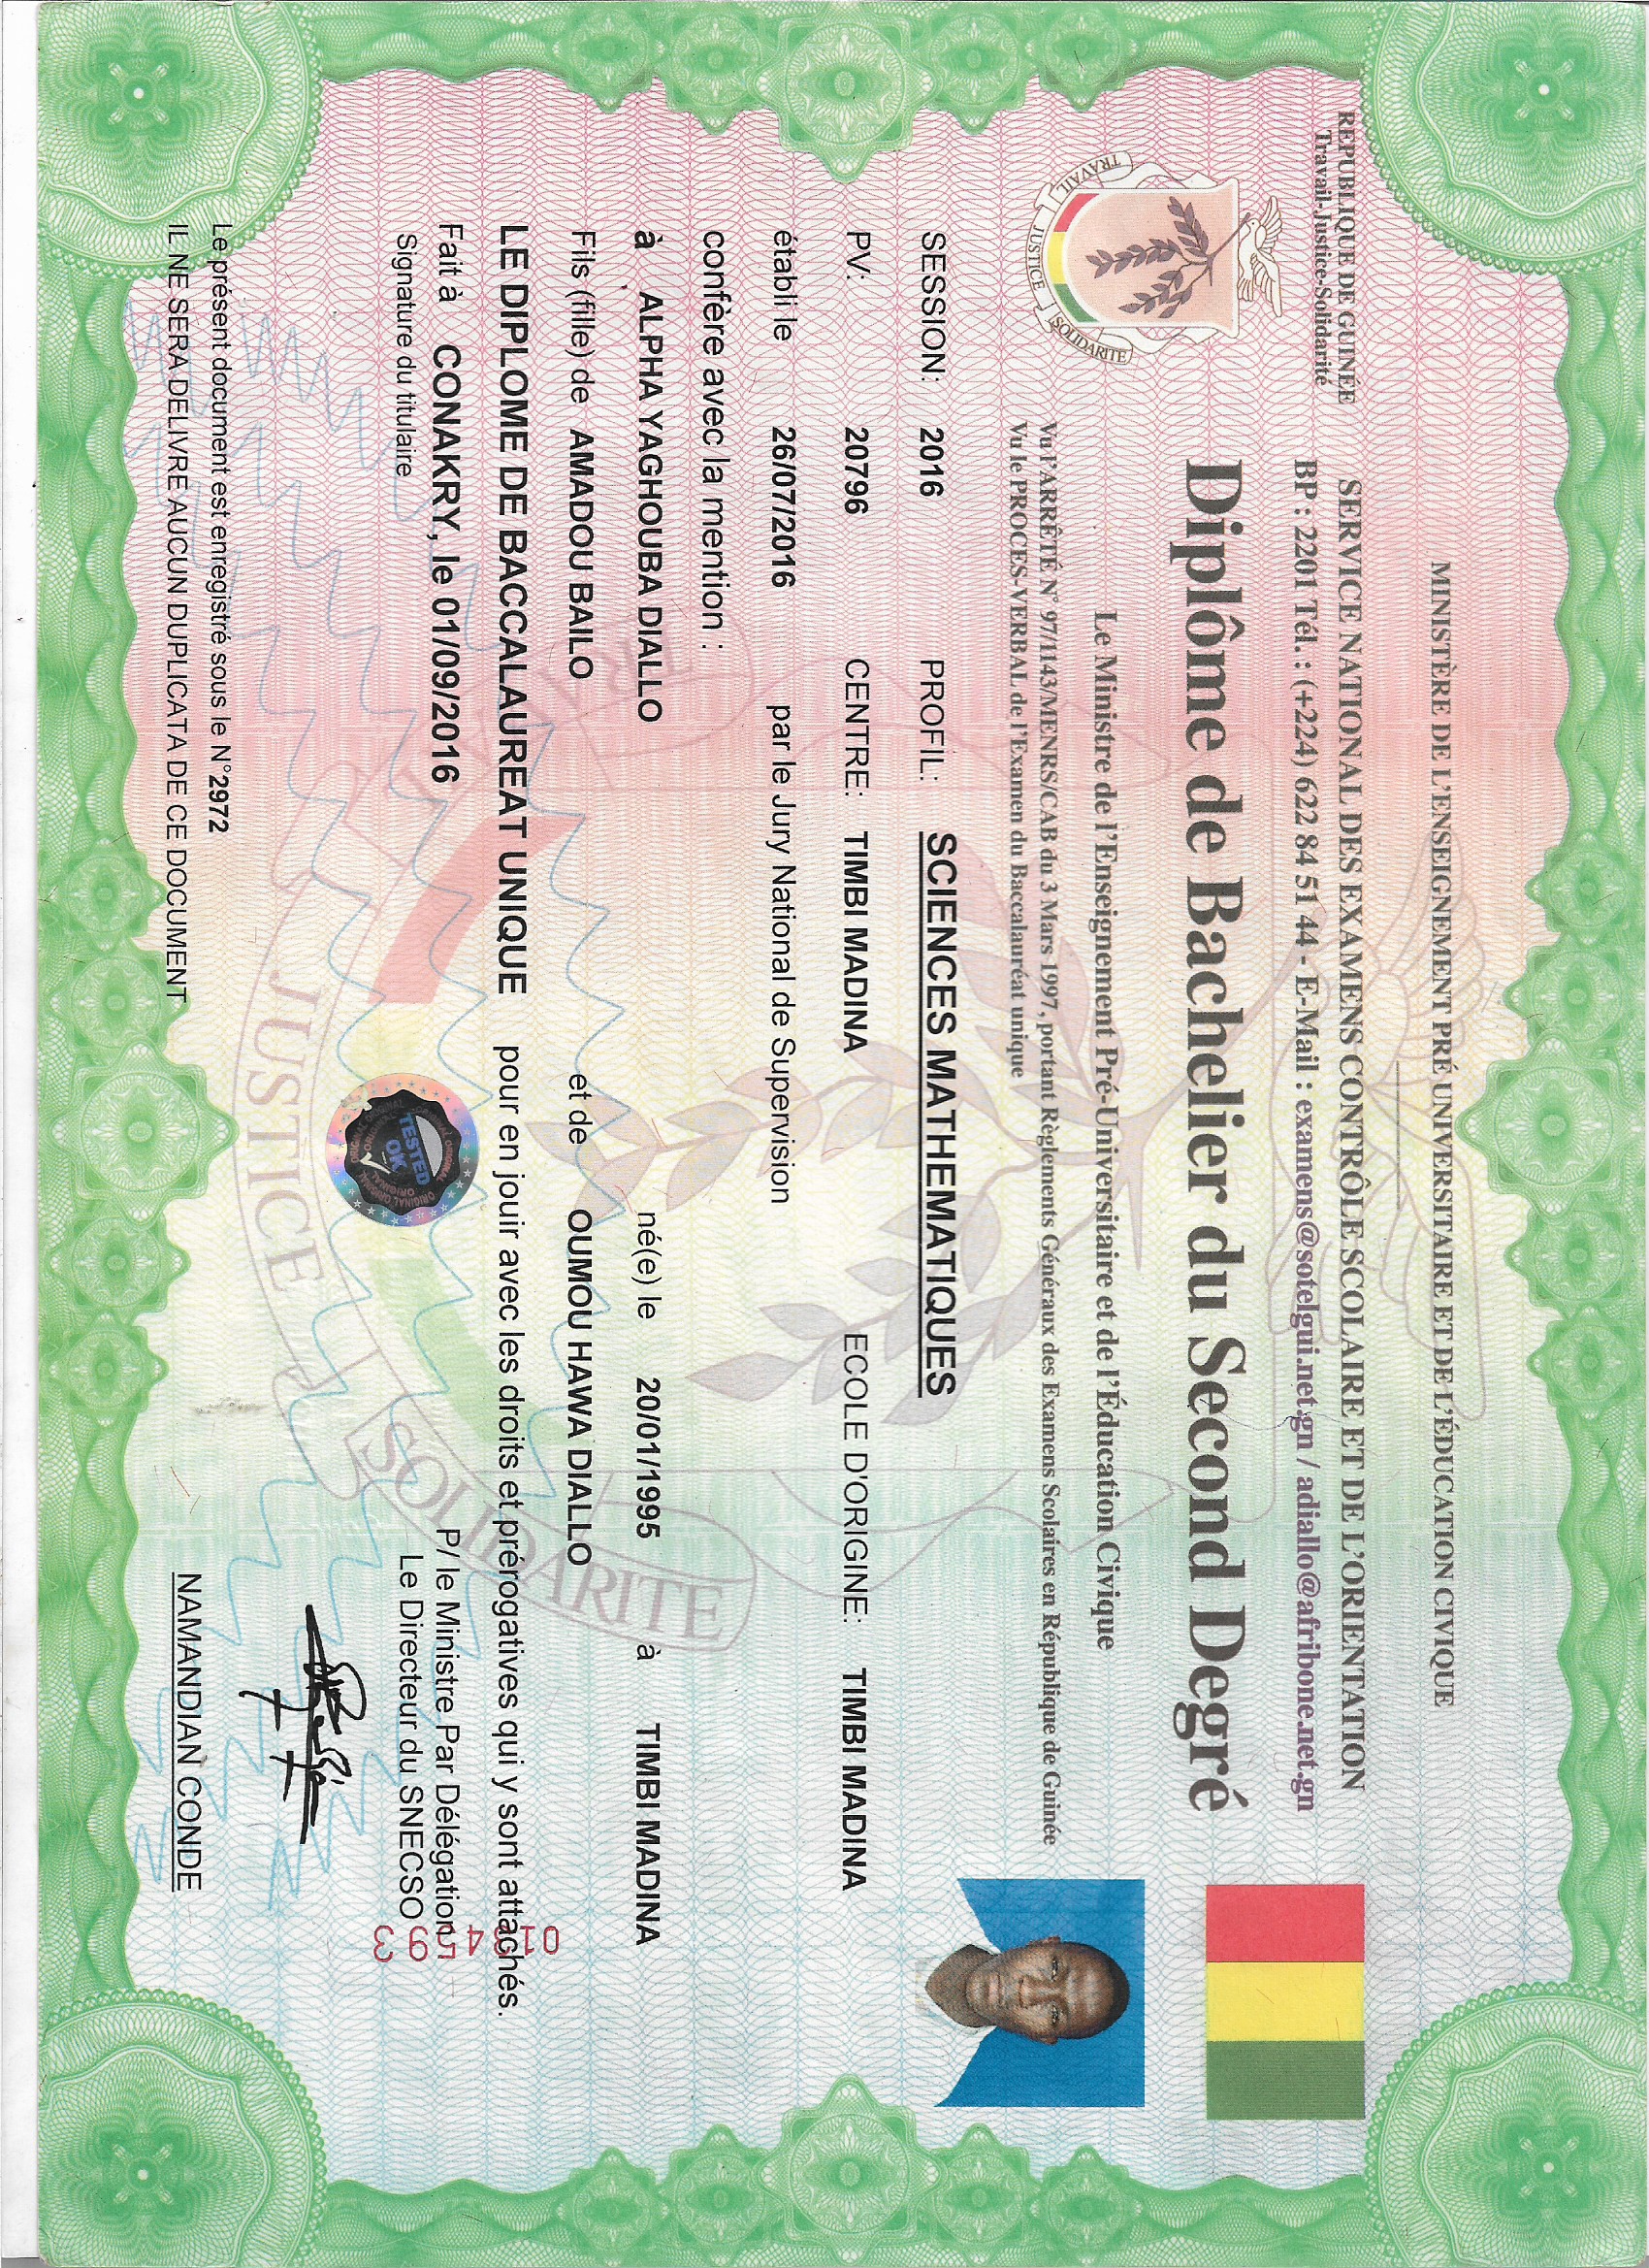 MINISTÈRE DE L'ENSEIGNEMENT PRÉ UNIVERSITAIRE ET DE L'ÉDUCATION CIVIQUE
REPUBLIQUE DE GUINÉE
Travail-Justice-Solidarité
SERVICE NATIONAL DES EXAMENS CONTRÔLE SCOLAIRE ET DE L'ORIENTATION
BP : 2201 Tél. : (+224) 622 84 51 44 - E-Mail : examens@sotelgui.net.gn / adiallo@afribone.net.gn
Diplôme de Bachelier du Second Degré
TRAVAIL JUSTICE SOLIDARITE
Le Ministre de l'Enseignement Pré-Universitaire et de l'Éducation Civique
Vu l'ARRÊTÉ N° 97/1143/MENRS/CAB du 3 Mars 1997, portant Règlements Généraux des Examens Scolaires en République de Guinée
Vu le PROCES-VERBAL de l'Examen du Baccalauréat unique
SESSION: 2016 PROFIL: SCIENCES MATHEMATIQUES
PV: 20796 CENTRE: TIMBI MADINA ECOLE D'ORIGINE: TIMBI MADINA
établi le 26/07/2016 par le Jury National de Supervision
confère avec la mention :
à ALPHA YAGHOUBA DIALLO né(e) le 20/01/1995 à TIMBI MADINA
Fils (fille) de AMADOU BAILO et de OUMOU HAWA DIALLO
LE DIPLOME DE BACCALAUREAT UNIQUE pour en jouir avec les droits et prérogatives qui y sont attachés.
Fait à CONAKRY, le 01/09/2016 P/ le Ministre Par Délégation
Signature du titulaire Le Directeur du SNECSO
TESTED
OK
ORIGINAL
JUSTICE SOLIDARITE
Le présent document est enregistré sous le N°2972
IL NE SERA DELIVRE AUCUN DUPLICATA DE CE DOCUMENT NAMANDIAN CONDE